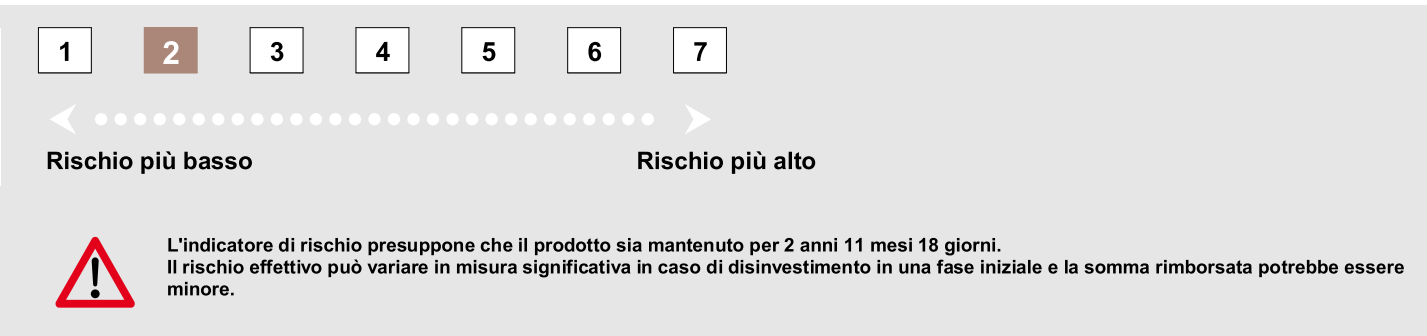 1 2 3 4 5 6 7
Rischio più basso Rischio più alto
L'indicatore di rischio presuppone che il prodotto sia mantenuto per 2 anni 11 mesi 18 giorni.
Il rischio effettivo può variare in misura significativa in caso di disinvestimento in una fase iniziale e la somma rimborsata potrebbe essere
minore.